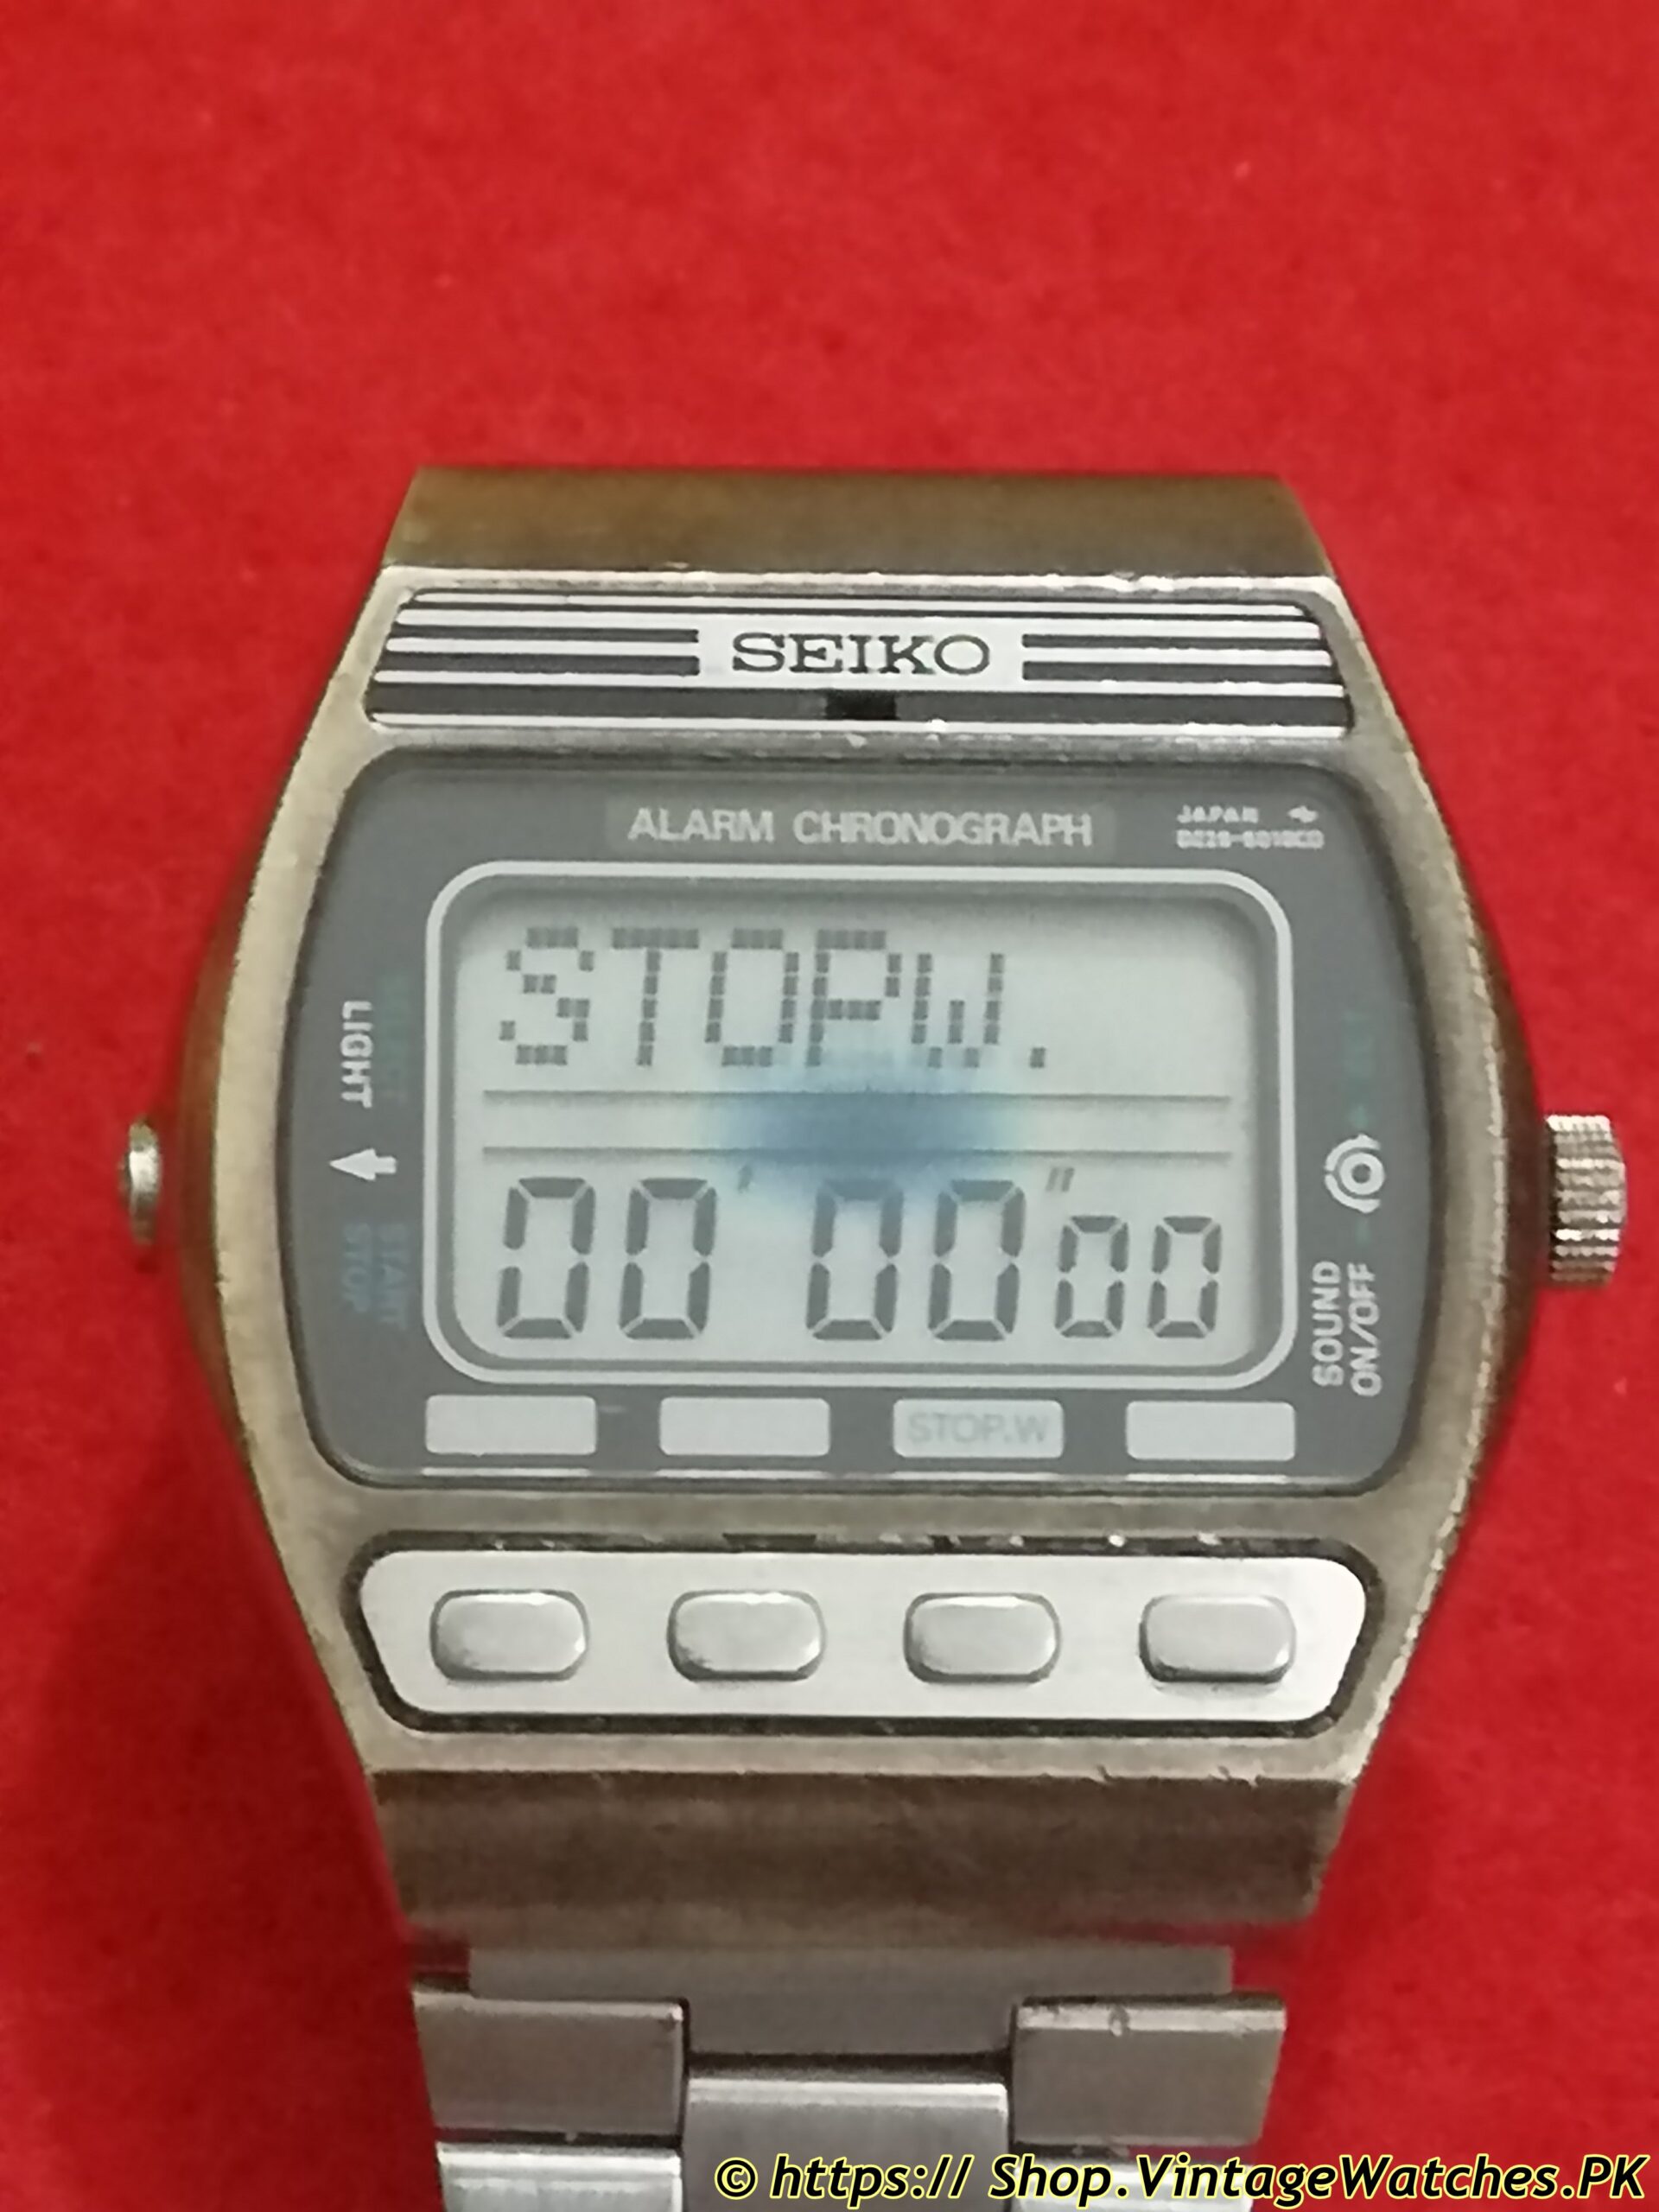 SEIKO
ALARM CHRONOGRAPH
JAPAN
STOPW.
LIGHT
00' 00" 00
START
STOP
SOUND
ON/OFF
STOP.W
© https:// Shop.VintageWatches.PK